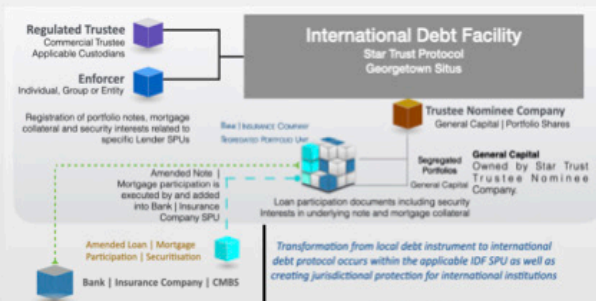 International Debt Facility
Star Trust Protocol
Georgetown Situs
Regulated Trustee
Commercial Trustee
Applicable Custodians
Enforcer
Individual, Group or Entity
Registration of portfolio notes, mortgage
collateral and security interests related to
specific Lender SPUs
Trustee Nominee Company
General Capital | Portfolio Shares
Bank | Insurance Company
Segregated Portfolio Unit
Segregated
Portfolios
General Capital
General Capital
Owned by Star Trust
Trustee Nominee
Company.
Amended Note |
Mortgage participation is
executed by and added
into Bank | Insurance
Company SPU
Loan participation documents including security
Interests in underlying note and mortgage collateral
Amended Loan | Mortgage
Participation | Securitisation
Bank | Insurance Company | CMBS
Transformation from local debt instrument to international
debt protocol occurs within the applicable IDF SPU as well as
creating jurisdictional protection for international institutions